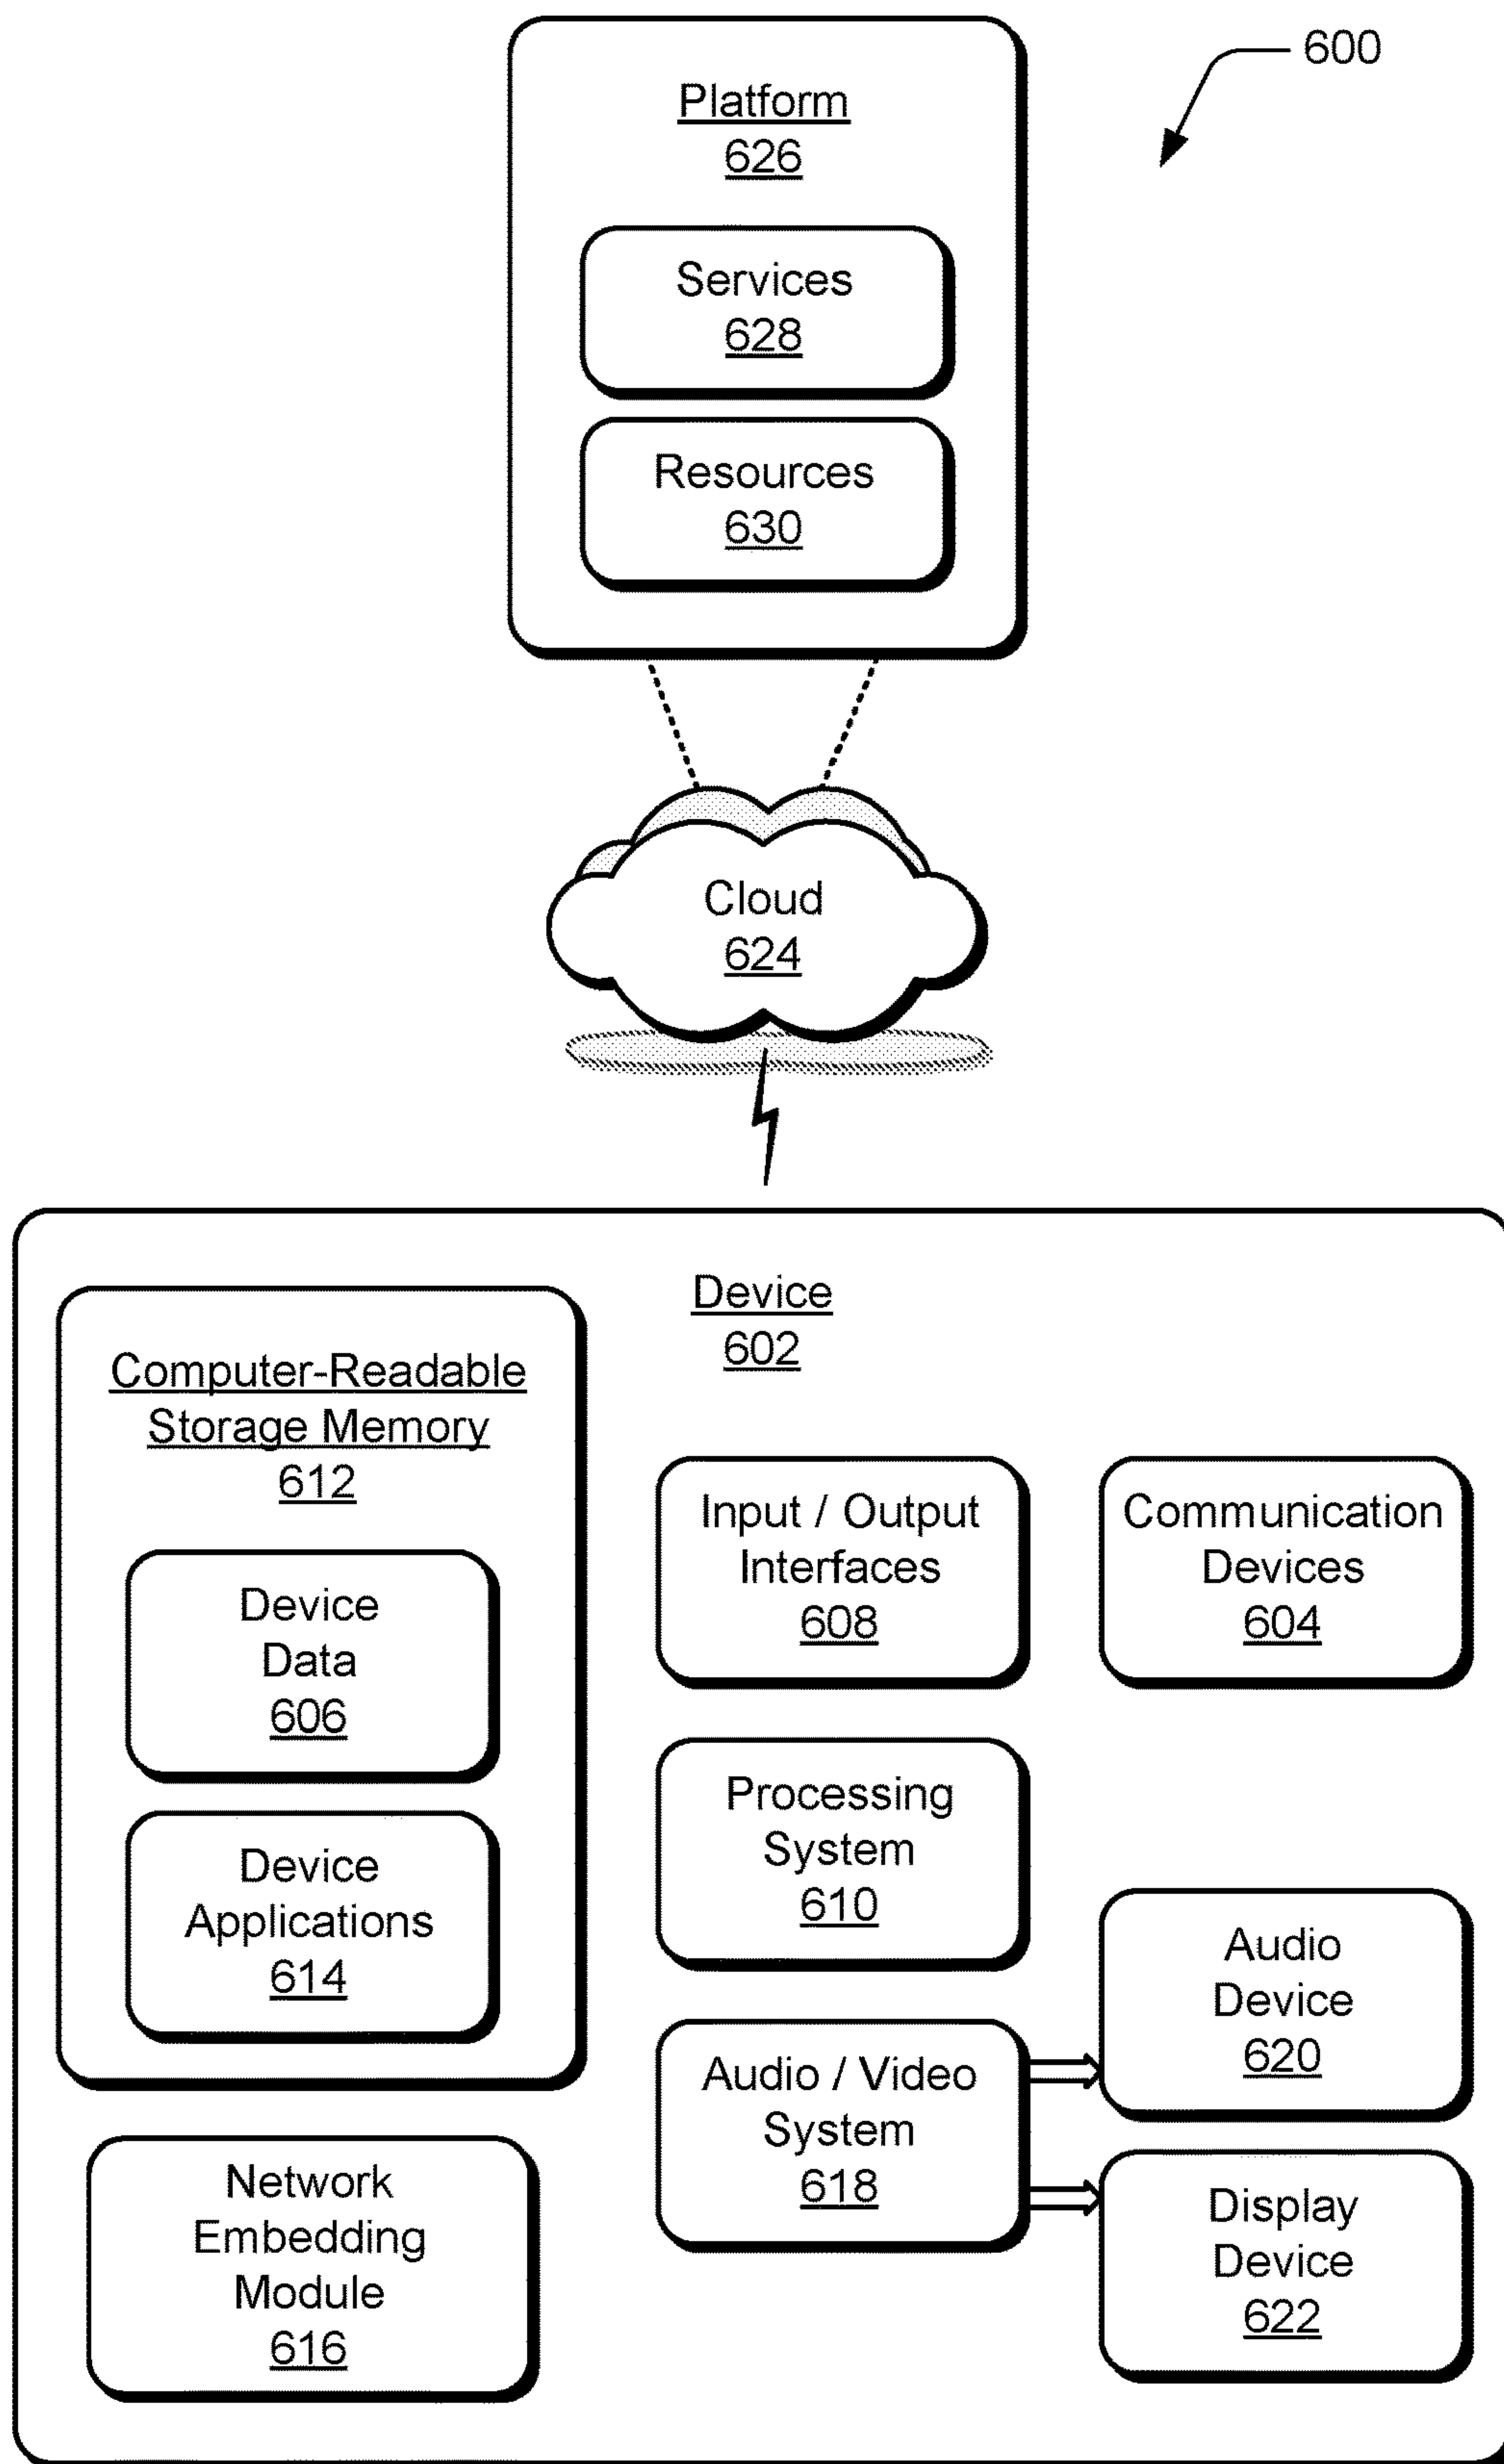 600
Platform
626
Services
628
Resources
630
Cloud
624
Device
602
Computer-Readable
Storage Memory
612
Device
Data
606
Device
Applications
614
Network
Embedding
Module
616
Input / Output
Interfaces
608
Processing
System
610
Audio / Video
System
618
Communication
Devices
604
Audio
Device
620
Display
Device
622